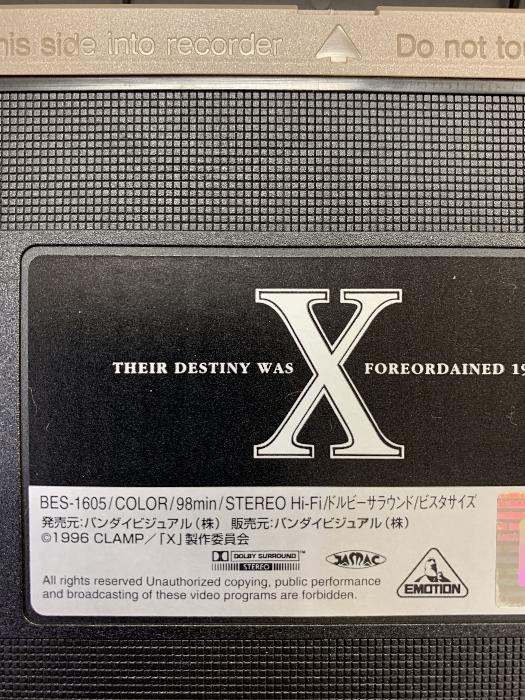 his side into recorder Do not to
X
THEIR DESTINY WAS FOREORDAINED 19
BES-1605/COLOR/98min/STEREO Hi-Fi/ドルビーサラウンド/ビスタサイズ
発売元:バンダイビジュアル(株) 販売元:バンダイビジュアル(株)
©1996 CLAMP/「X」製作委員会
DOLBY SURROUND
STEREO
JASRAC
EMOTION
All rights reserved Unauthorized copying, public performance
and broadcasting of these video programs are forbidden.